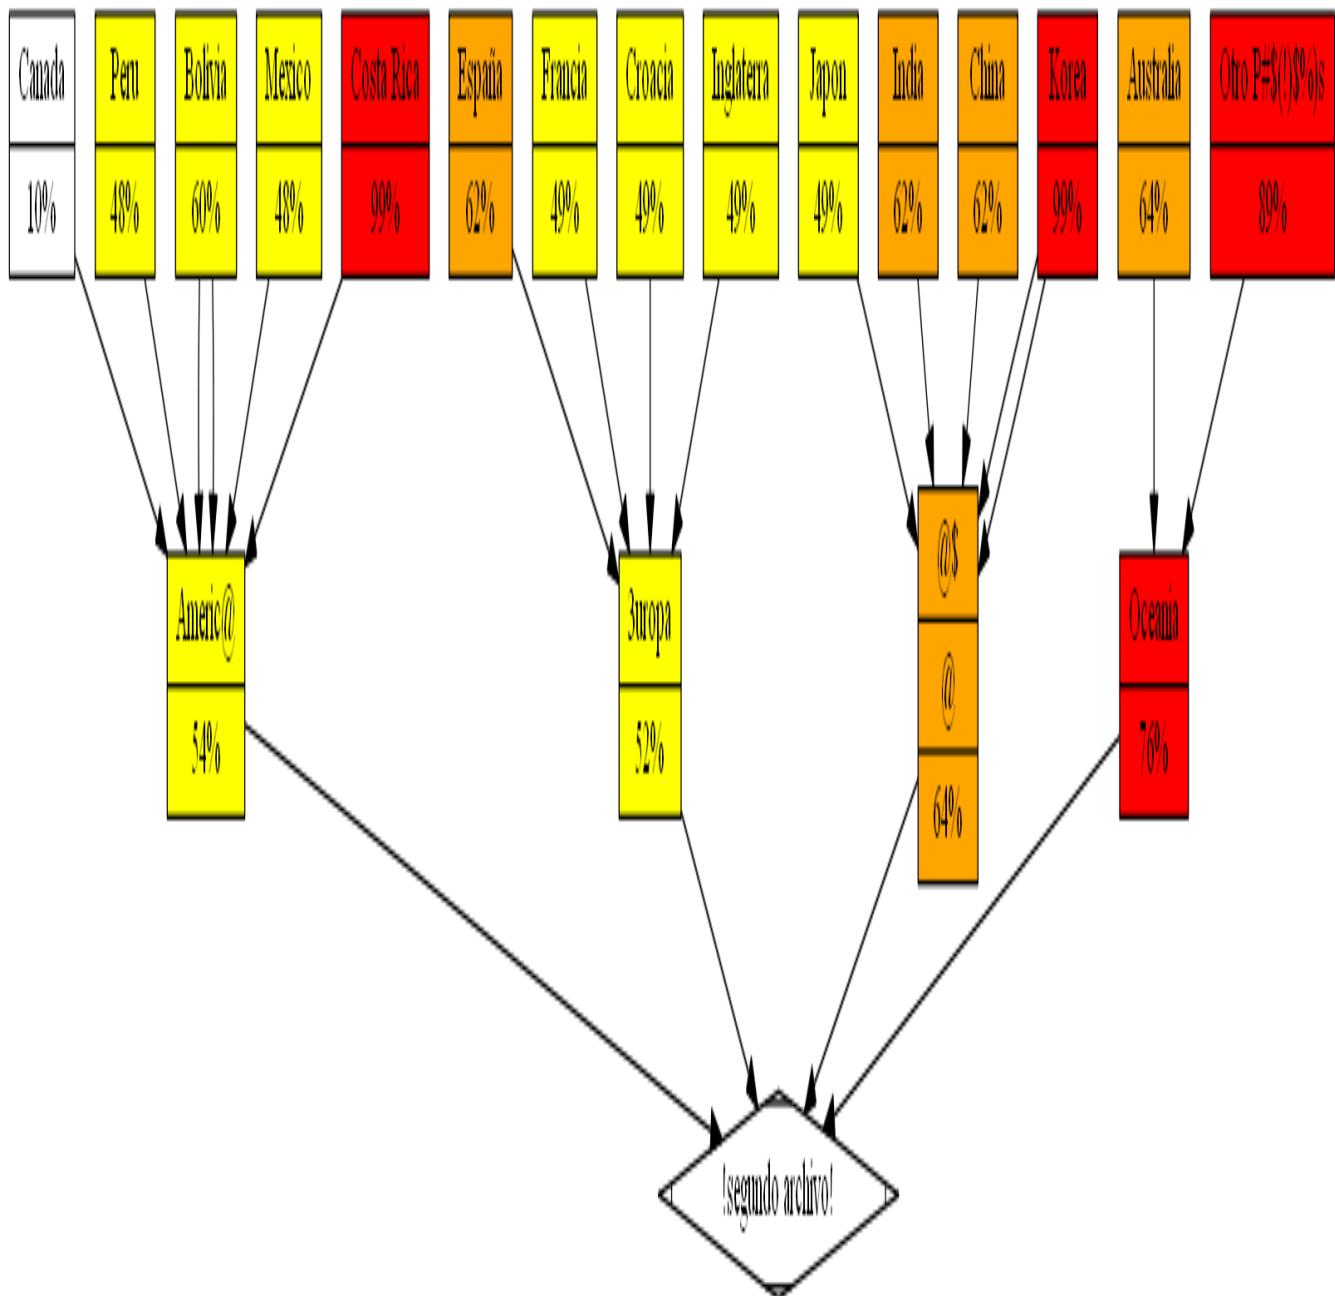 Canada
10%
Peru
48%
Bolivia
60%
Mexico
48%
Costa Rica
99%
España
62%
Francia
49%
Croacia
49%
Inglaterra
49%
Japon
49%
India
62%
China
62%
Korea
99%
Australia
64%
Otro P#$(!)$%)s
89%
Americ@
54%
3uropa
52%
@$
@
64%
Oceania
76%
!segundo archivo!